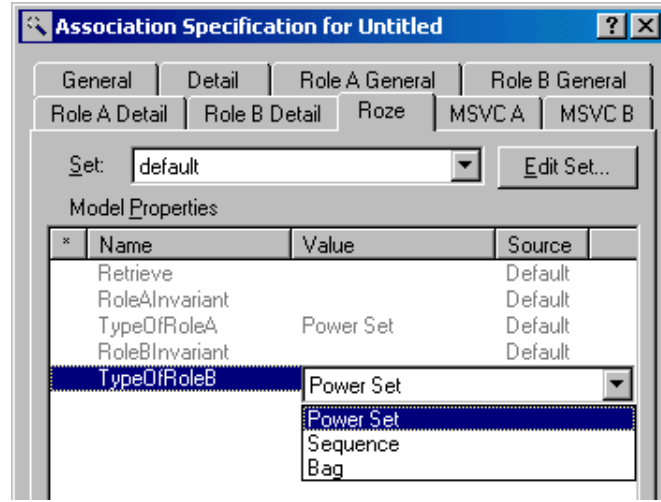 Association Specification for Untitled
General Detail Role A General Role B General
Role A Detail Role B Detail Roze MSVC A MSVC B
Set: default Edit Set...
Model Properties
* Name Value Source
Retrieve Default
RoleAInvariant Default
TypeOfRoleA Power Set Default
RoleBInvariant Default
TypeOfRoleB Power Set
Power Set
Sequence
Bag